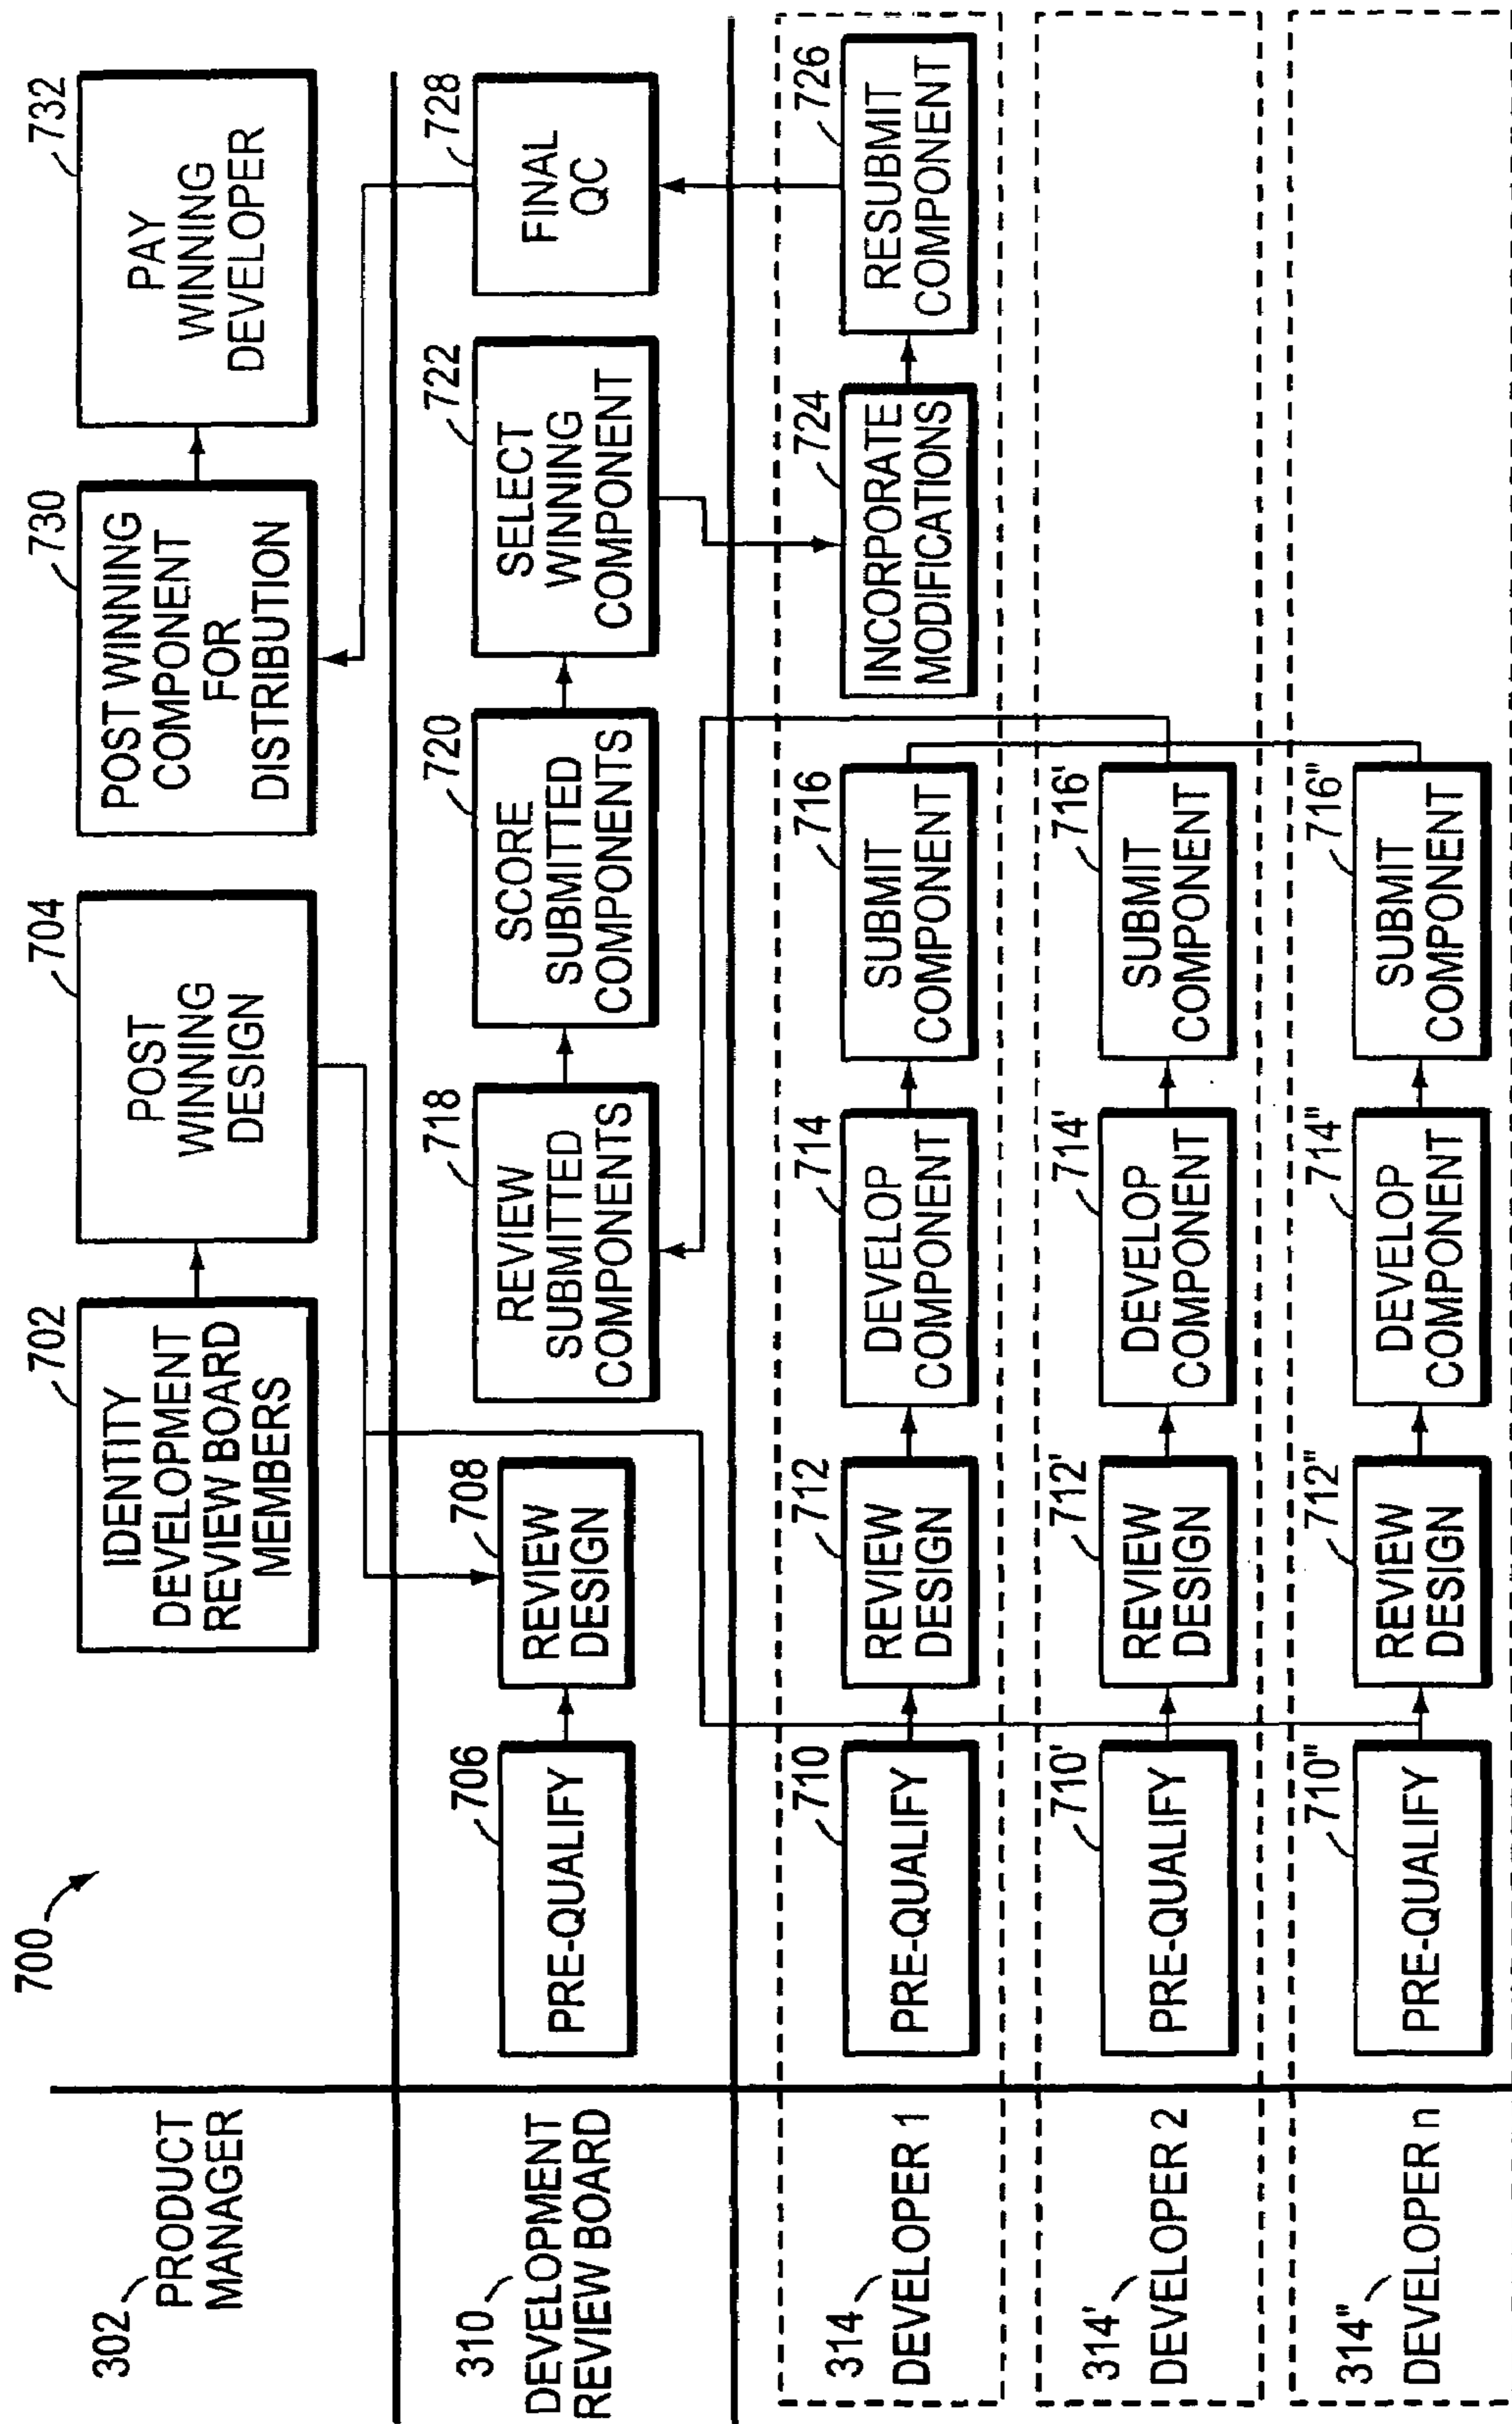 700
302
PRODUCT
MANAGER
702
IDENTITY
DEVELOPMENT
REVIEW BOARD
MEMBERS
704
POST
WINNING
DESIGN
730
POST WINNING
COMPONENT
FOR
DISTRIBUTION
732
PAY
WINNING
DEVELOPER
310
DEVELOPMENT
REVIEW BOARD
706
PRE-QUALIFY
708
REVIEW
DESIGN
718
REVIEW
SUBMITTED
COMPONENTS
720
SCORE
SUBMITTED
COMPONENTS
722
SELECT
WINNING
COMPONENT
728
FINAL
QC
314
DEVELOPER 1
710
PRE-QUALIFY
712
REVIEW
DESIGN
714
DEVELOP
COMPONENT
716
SUBMIT
COMPONENT
724
INCORPORATE
MODIFICATIONS
726
RESUBMIT
COMPONENT
314'
DEVELOPER 2
710'
PRE-QUALIFY
712'
REVIEW
DESIGN
714'
DEVELOP
COMPONENT
716'
SUBMIT
COMPONENT
314"
DEVELOPER n
710"
PRE-QUALIFY
712"
REVIEW
DESIGN
714"
DEVELOP
COMPONENT
716"
SUBMIT
COMPONENT